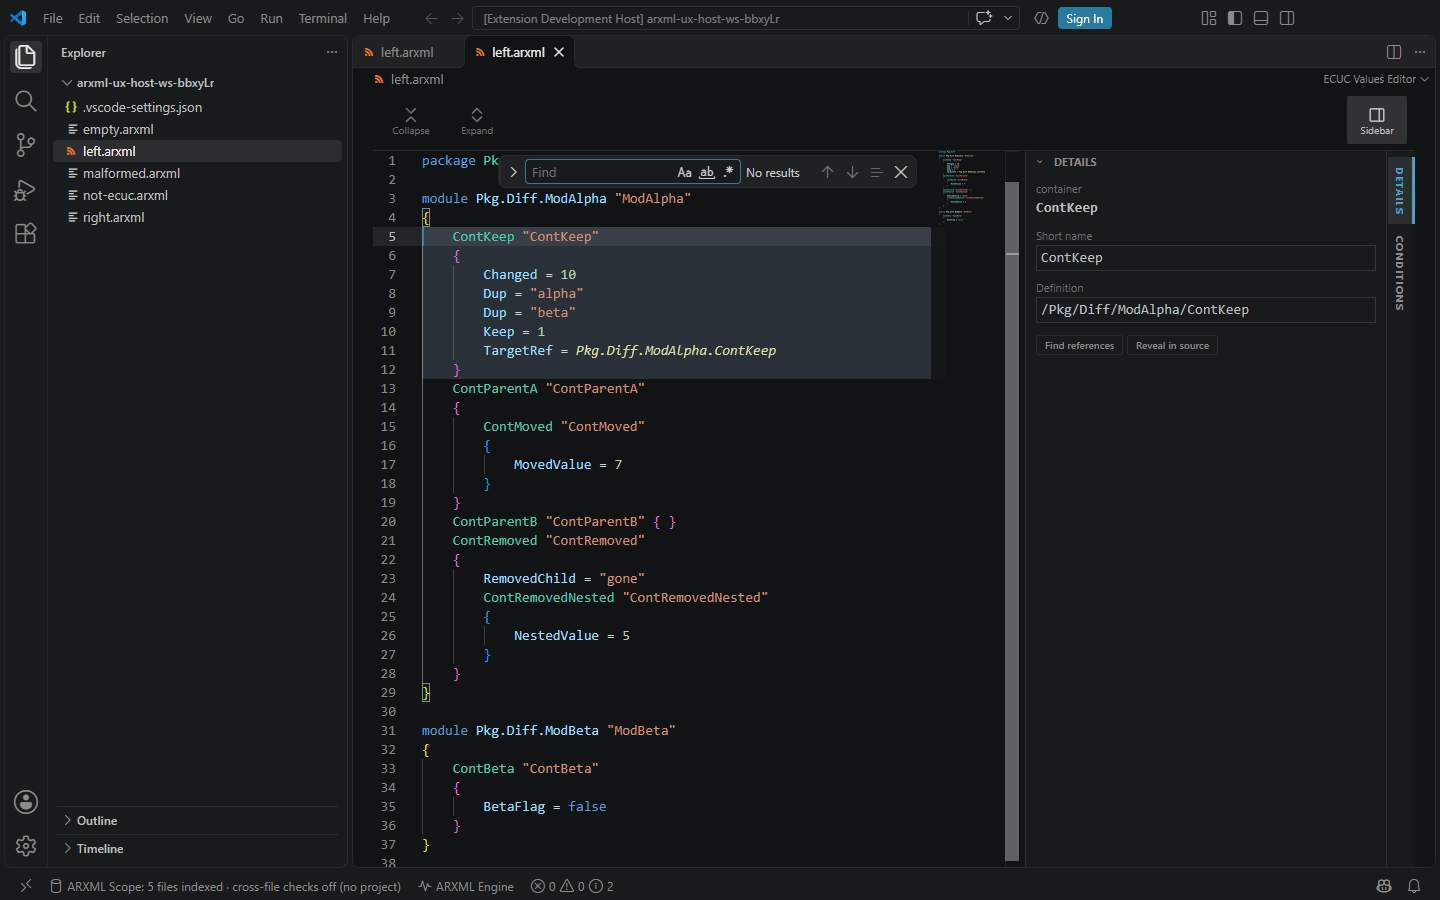 File Edit Selection View Go Run Terminal Help
[Extension Development Host] arxml-ux-host-ws-bbxyLr
Sign In
Explorer
arxml-ux-host-ws-bbxyLr
.vscode-settings.json
empty.arxml
left.arxml
malformed.arxml
not-ecuc.arxml
right.arxml
Outline
Timeline
left.arxml
left.arxml
left.arxml
ECUC Values Editor
Collapse
Expand
Sidebar
Find
Aa ab .*
No results
1 package Pk
2
3 module Pkg.Diff.ModAlpha "ModAlpha"
4 {
5 ContKeep "ContKeep"
6 {
7 Changed = 10
8 Dup = "alpha"
9 Dup = "beta"
10 Keep = 1
11 TargetRef = Pkg.Diff.ModAlpha.ContKeep
12 }
13 ContParentA "ContParentA"
14 {
15 ContMoved "ContMoved"
16 {
17 MovedValue = 7
18 }
19 }
20 ContParentB "ContParentB" { }
21 ContRemoved "ContRemoved"
22 {
23 RemovedChild = "gone"
24 ContRemovedNested "ContRemovedNested"
25 {
26 NestedValue = 5
27 }
28 }
29 }
30
31 module Pkg.Diff.ModBeta "ModBeta"
32 {
33 ContBeta "ContBeta"
34 {
35 BetaFlag = false
36 }
37 }
38
DETAILS
container
ContKeep
Short name
ContKeep
Definition
/Pkg/Diff/ModAlpha/ContKeep
Find references
Reveal in source
DETAILS
CONDITIONS
ARXML Scope: 5 files indexed · cross-file checks off (no project)
ARXML Engine
0 0 2